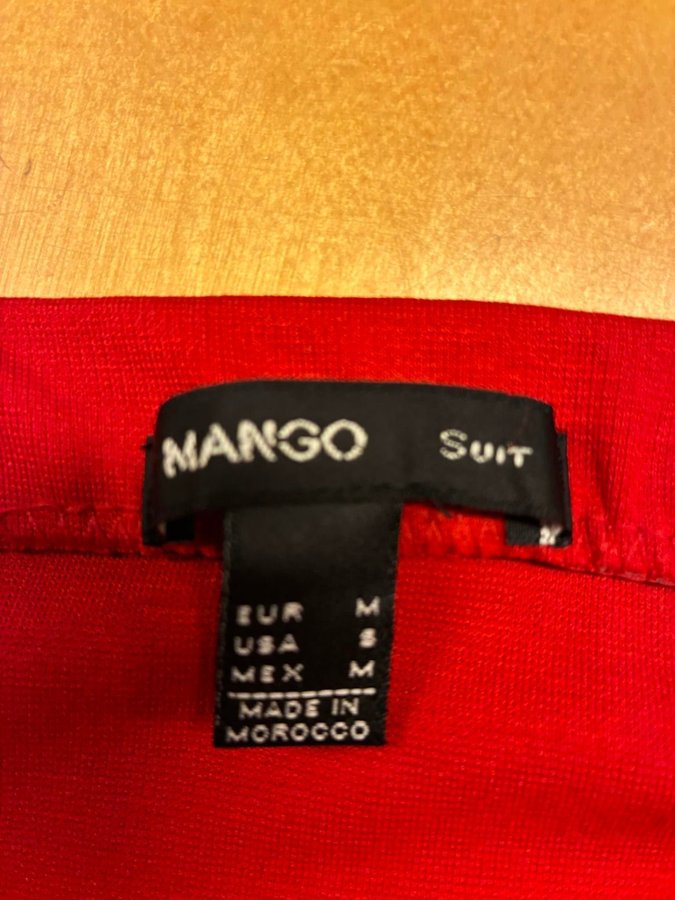 MANGO SUIT
EUR M
USA S
MEX M
MADE IN
MOROCCO